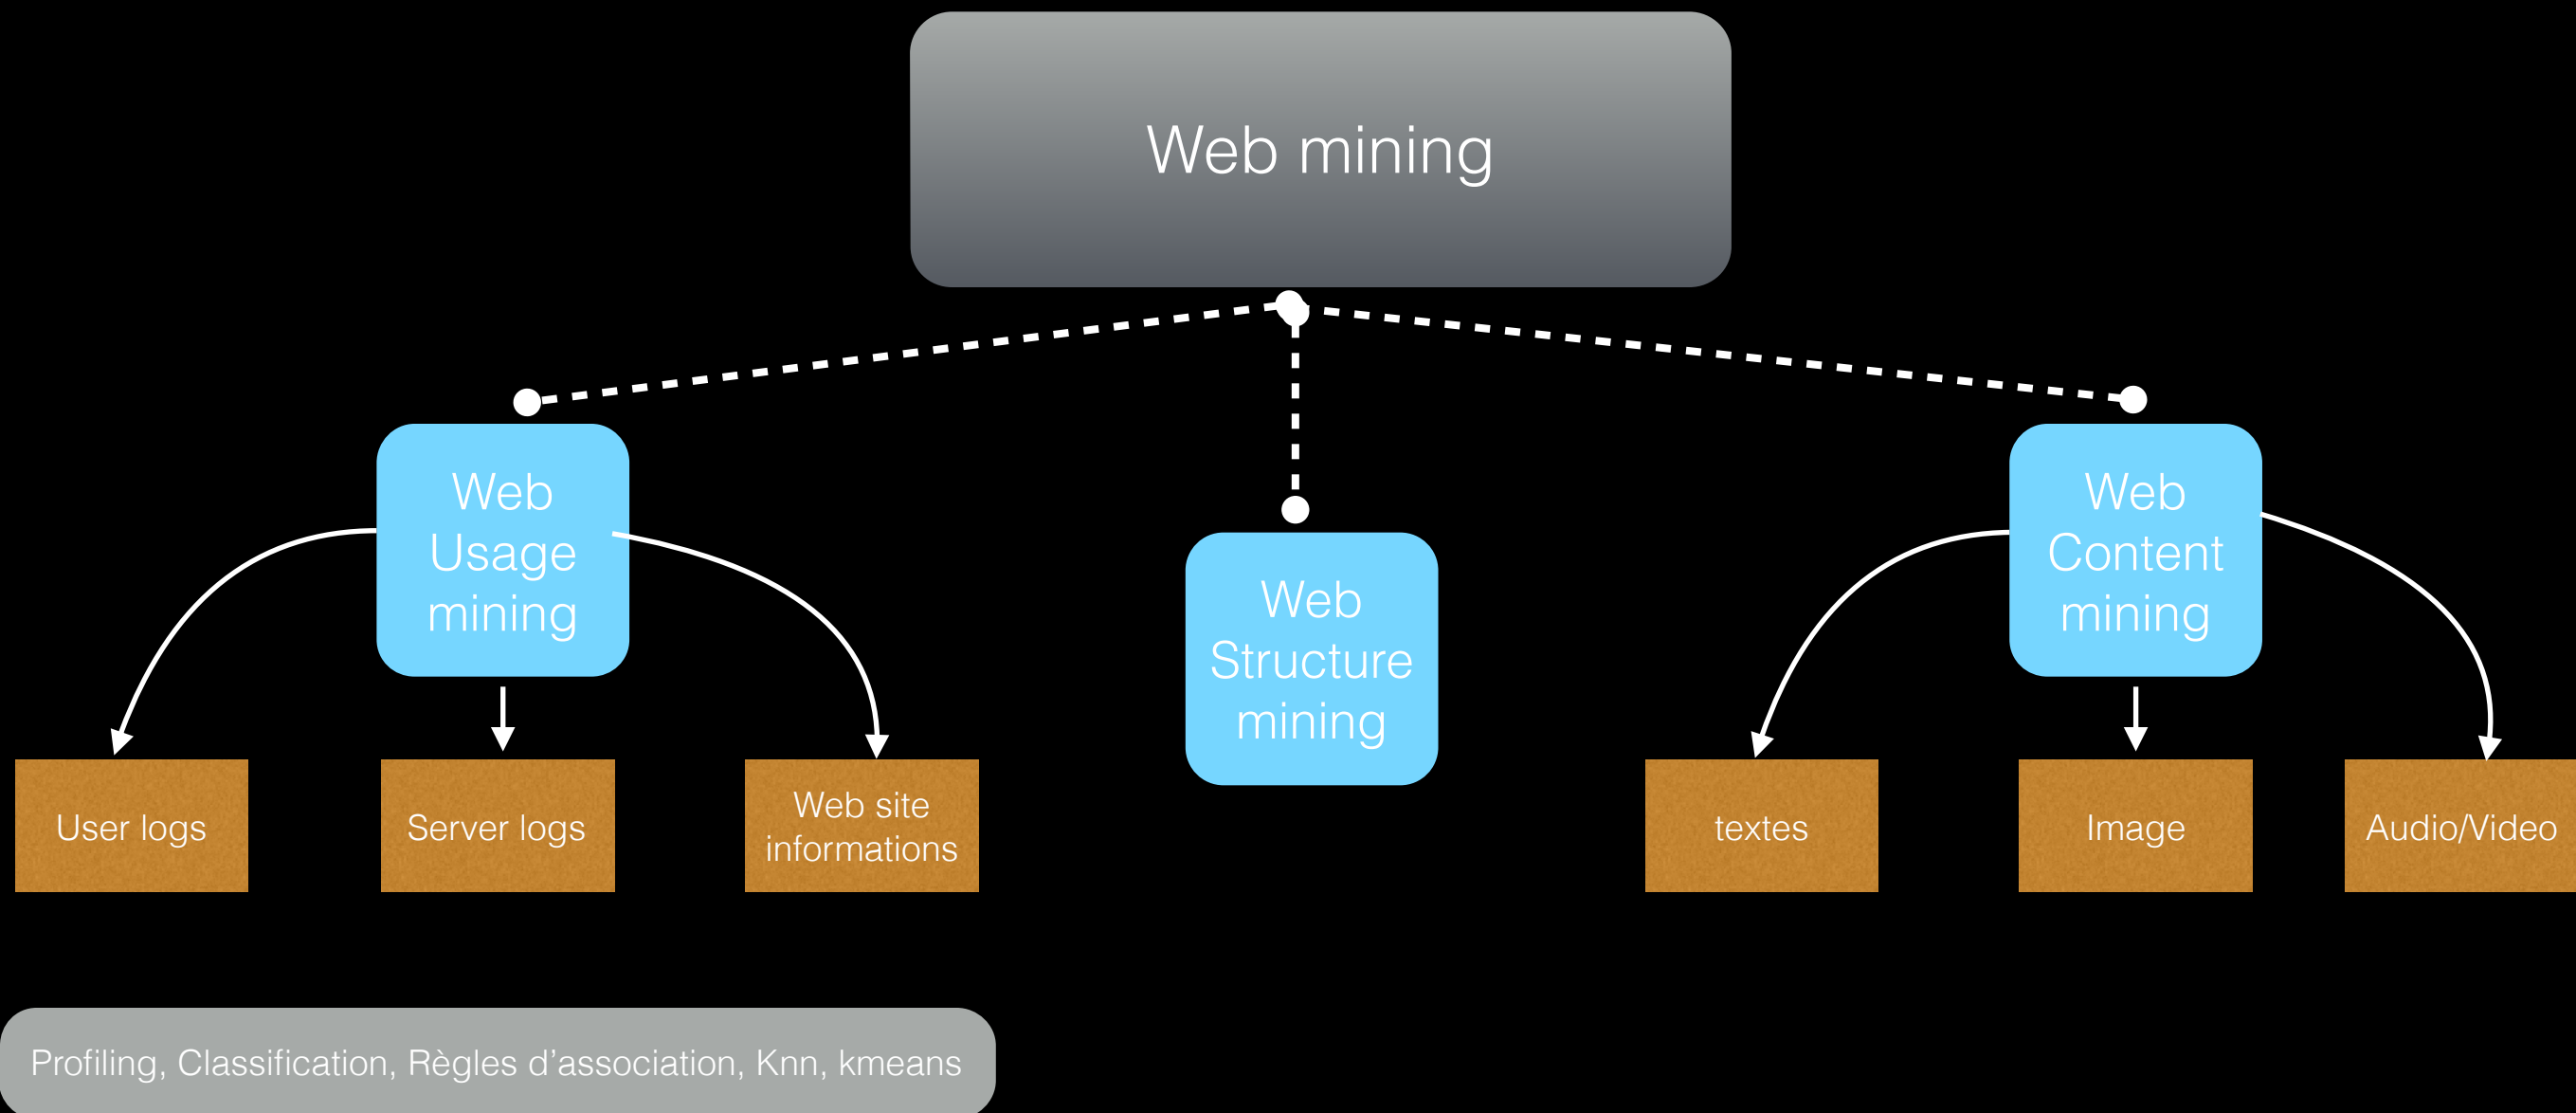 Web mining
Web
Usage
mining
Web
Structure
mining
Web
Content
mining
User logs
Server logs
Web site
informations
textes
Image
Audio/Video
Profiling, Classification, Règles d’association, Knn, kmeans